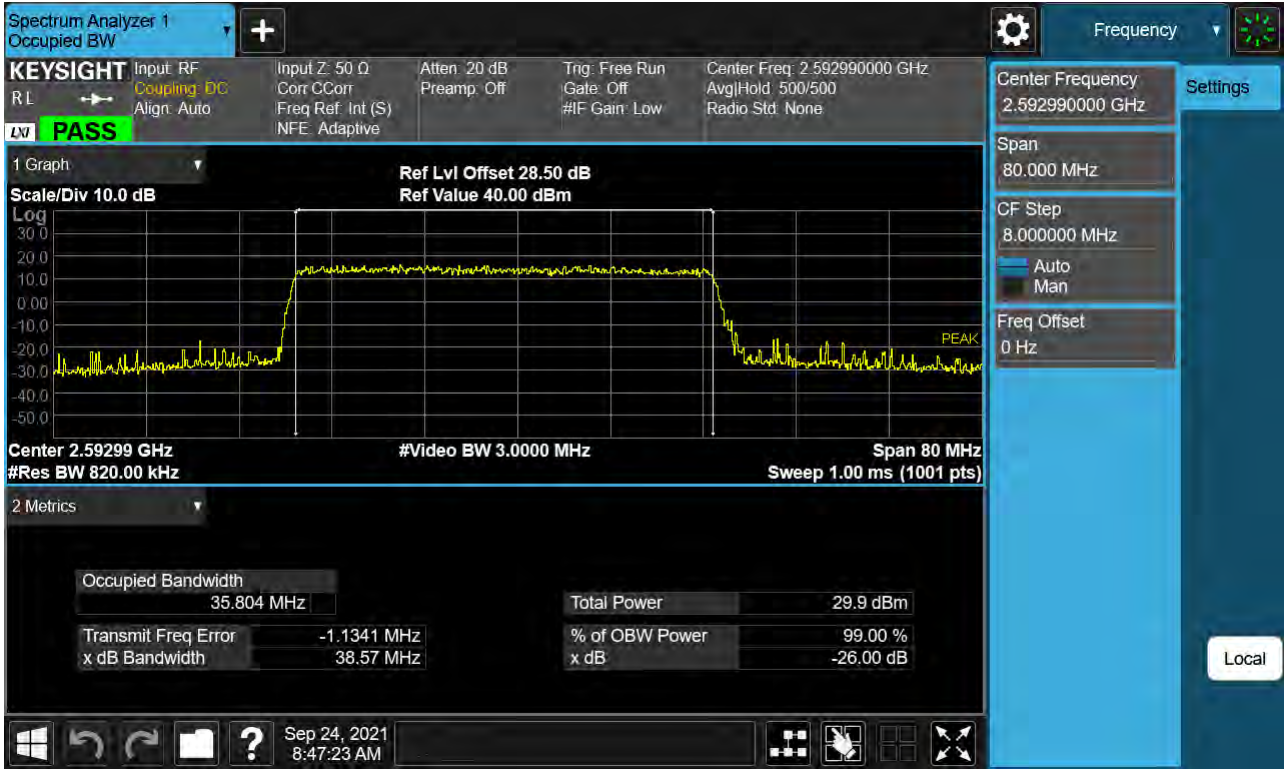 Spectrum Analyzer 1
Occupied BW
+
Frequency
KEYSIGHT
RL
LXI
PASS
Input: RF
Coupling: DC
Align: Auto
Input Z: 50 Ω
Corr CCorr
Freq Ref: Int (S)
NFE: Adaptive
Atten: 20 dB
Preamp: Off
Trig: Free Run
Gate: Off
#IF Gain: Low
Center Freq: 2.592990000 GHz
Avg|Hold: 500/500
Radio Std: None
Center Frequency
2.592990000 GHz
Settings
Span
80.000 MHz
CF Step
8.000000 MHz
Auto
Man
Freq Offset
0 Hz
Local
1 Graph
Scale/Div 10.0 dB
Ref Lvl Offset 28.50 dB
Ref Value 40.00 dBm
Log
30.0
20.0
10.0
0.00
-10.0
-20.0
-30.0
-40.0
-50.0
PEAK
Center 2.59299 GHz
#Video BW 3.0000 MHz
Span 80 MHz
#Res BW 820.00 kHz
Sweep 1.00 ms (1001 pts)
2 Metrics
Occupied Bandwidth
35.804 MHz
Total Power 29.9 dBm
Transmit Freq Error -1.1341 MHz
% of OBW Power 99.00 %
x dB Bandwidth 38.57 MHz
x dB -26.00 dB
?
Sep 24, 2021
8:47:23 AM